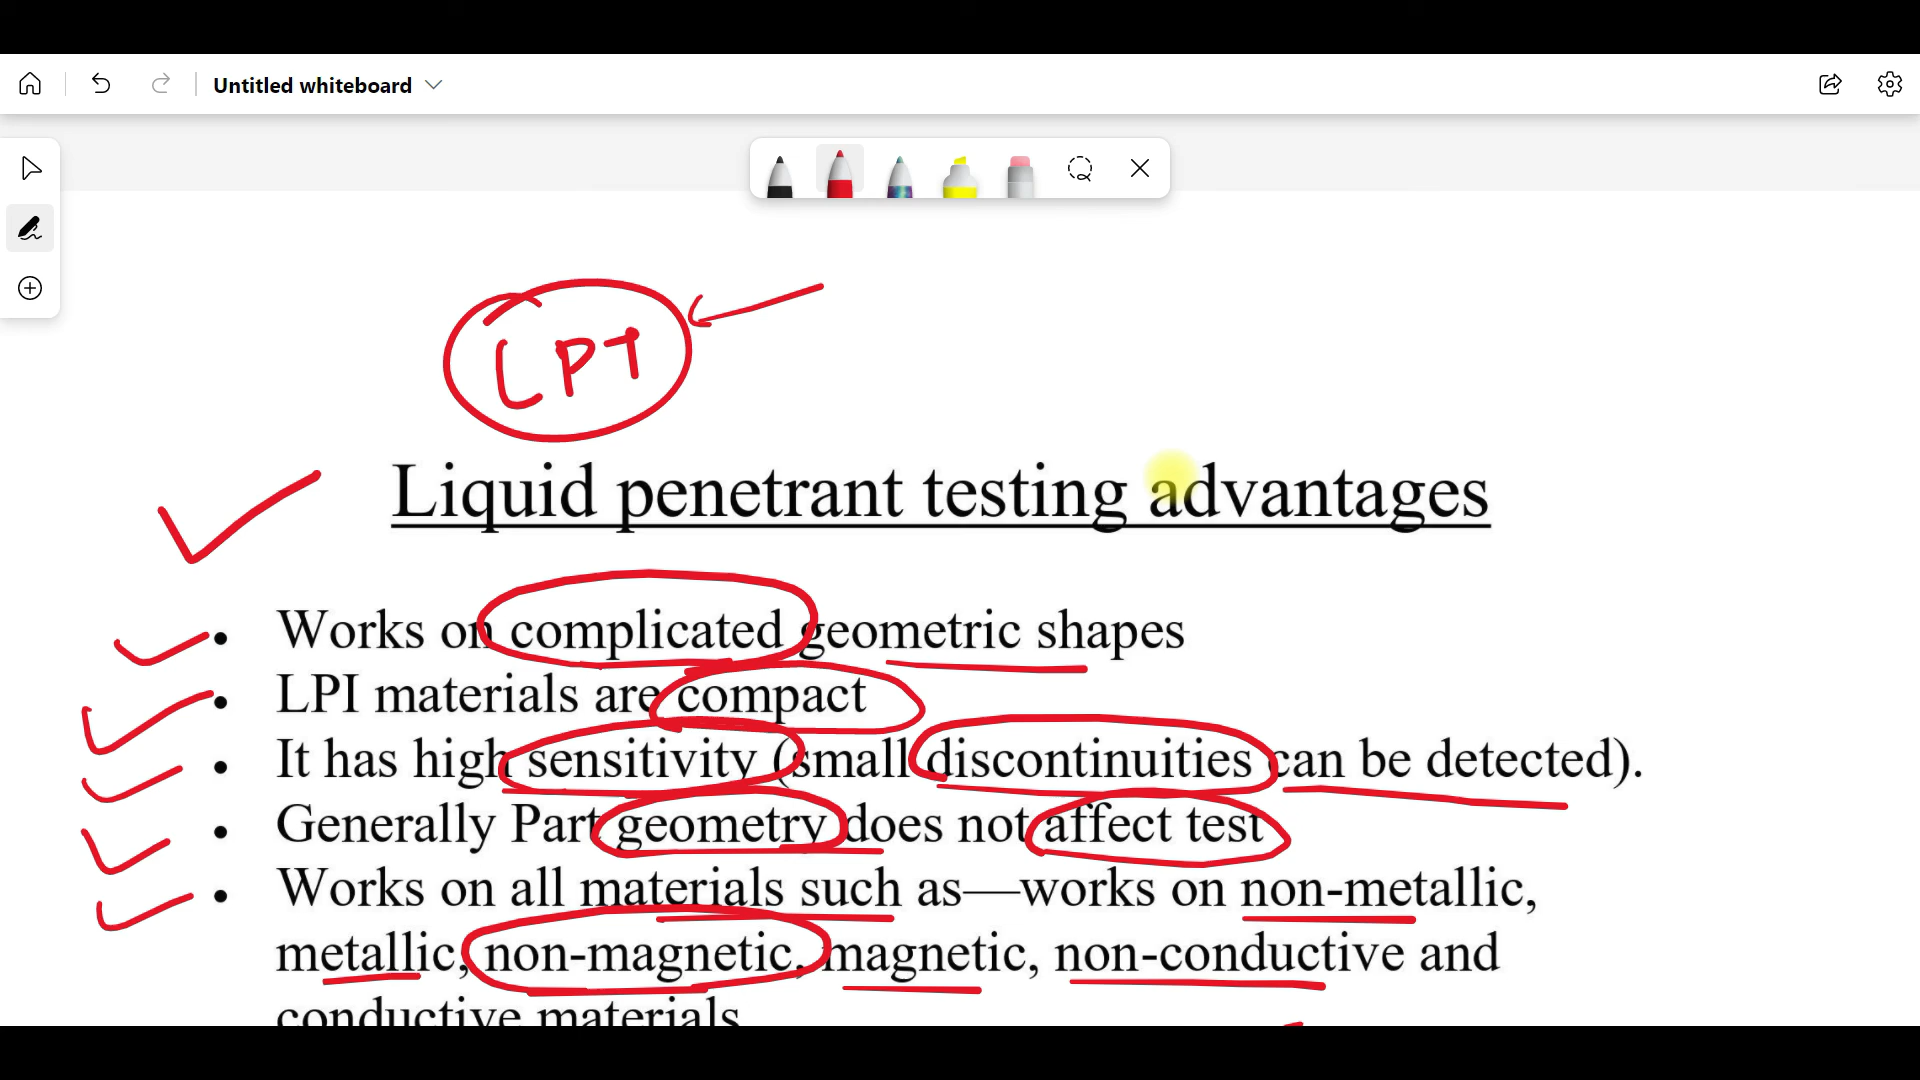 Untitled whiteboard
LPT
Liquid penetrant testing advantages
• Works on complicated geometric shapes
• LPI materials are compact
• It has high sensitivity (small discontinuities can be detected).
• Generally Part geometry does not affect test
• Works on all materials such as—works on non-metallic,
metallic, non-magnetic, magnetic, non-conductive and
conductive materials